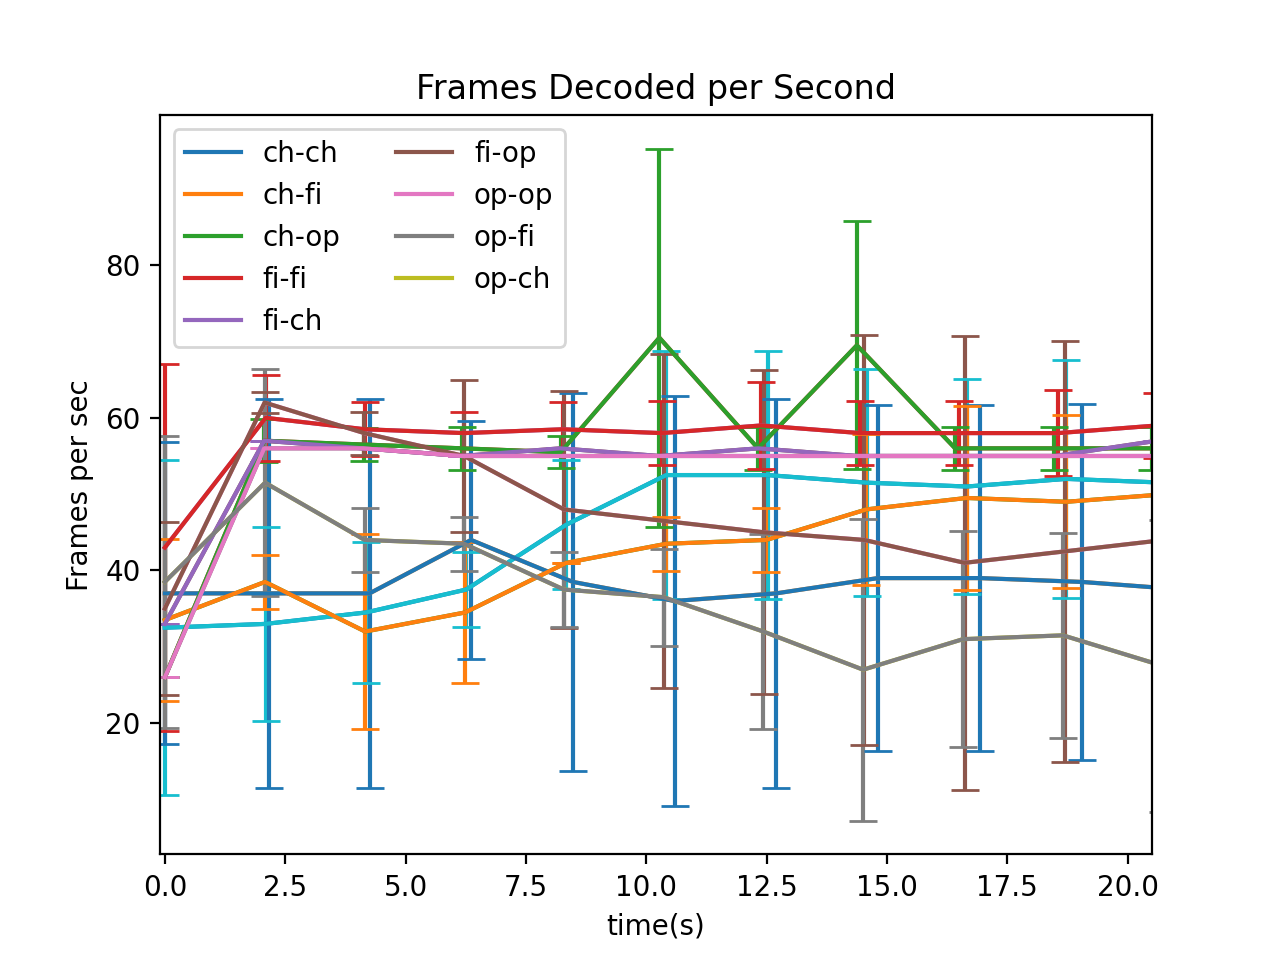 Frames Decoded per Second
ch-ch
ch-fi
ch-op
fi-fi
fi-ch
fi-op
op-op
op-fi
op-ch
Frames per sec
80
60
40
20
0.0 2.5 5.0 7.5 10.0 12.5 15.0 17.5 20.0
time(s)